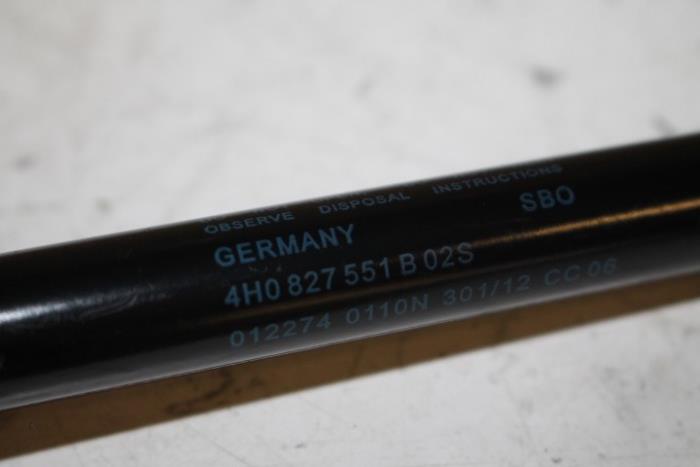 OBSERVE DISPOSAL INSTRUCTIONS
GERMANY SBO
4H0 827 551 B 02S
012274 0110N 301/12 CC 06